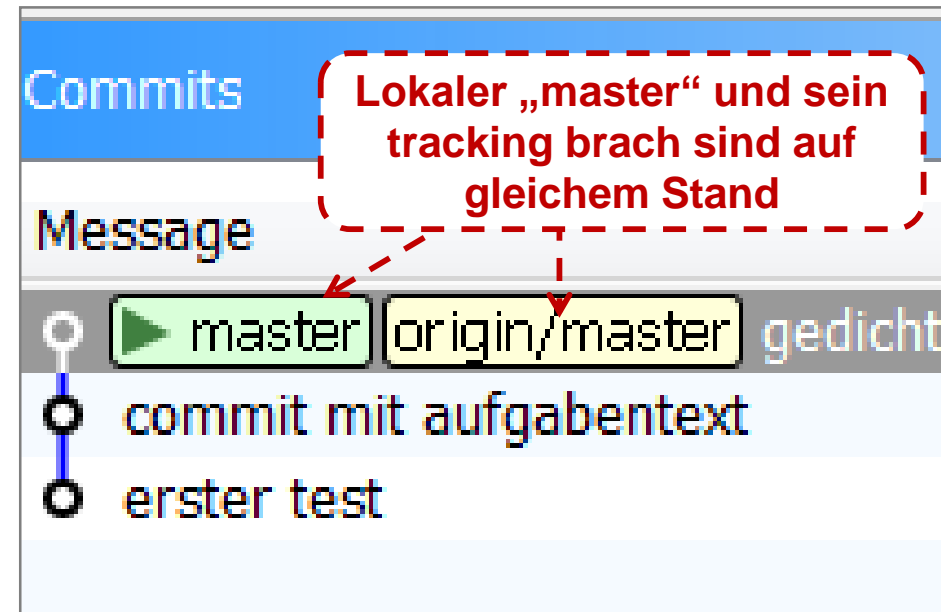 Commits
Lokaler „master“ und sein
tracking brach sind auf
gleichem Stand
Message
master origin/master gedicht
commit mit aufgabentext
erster test